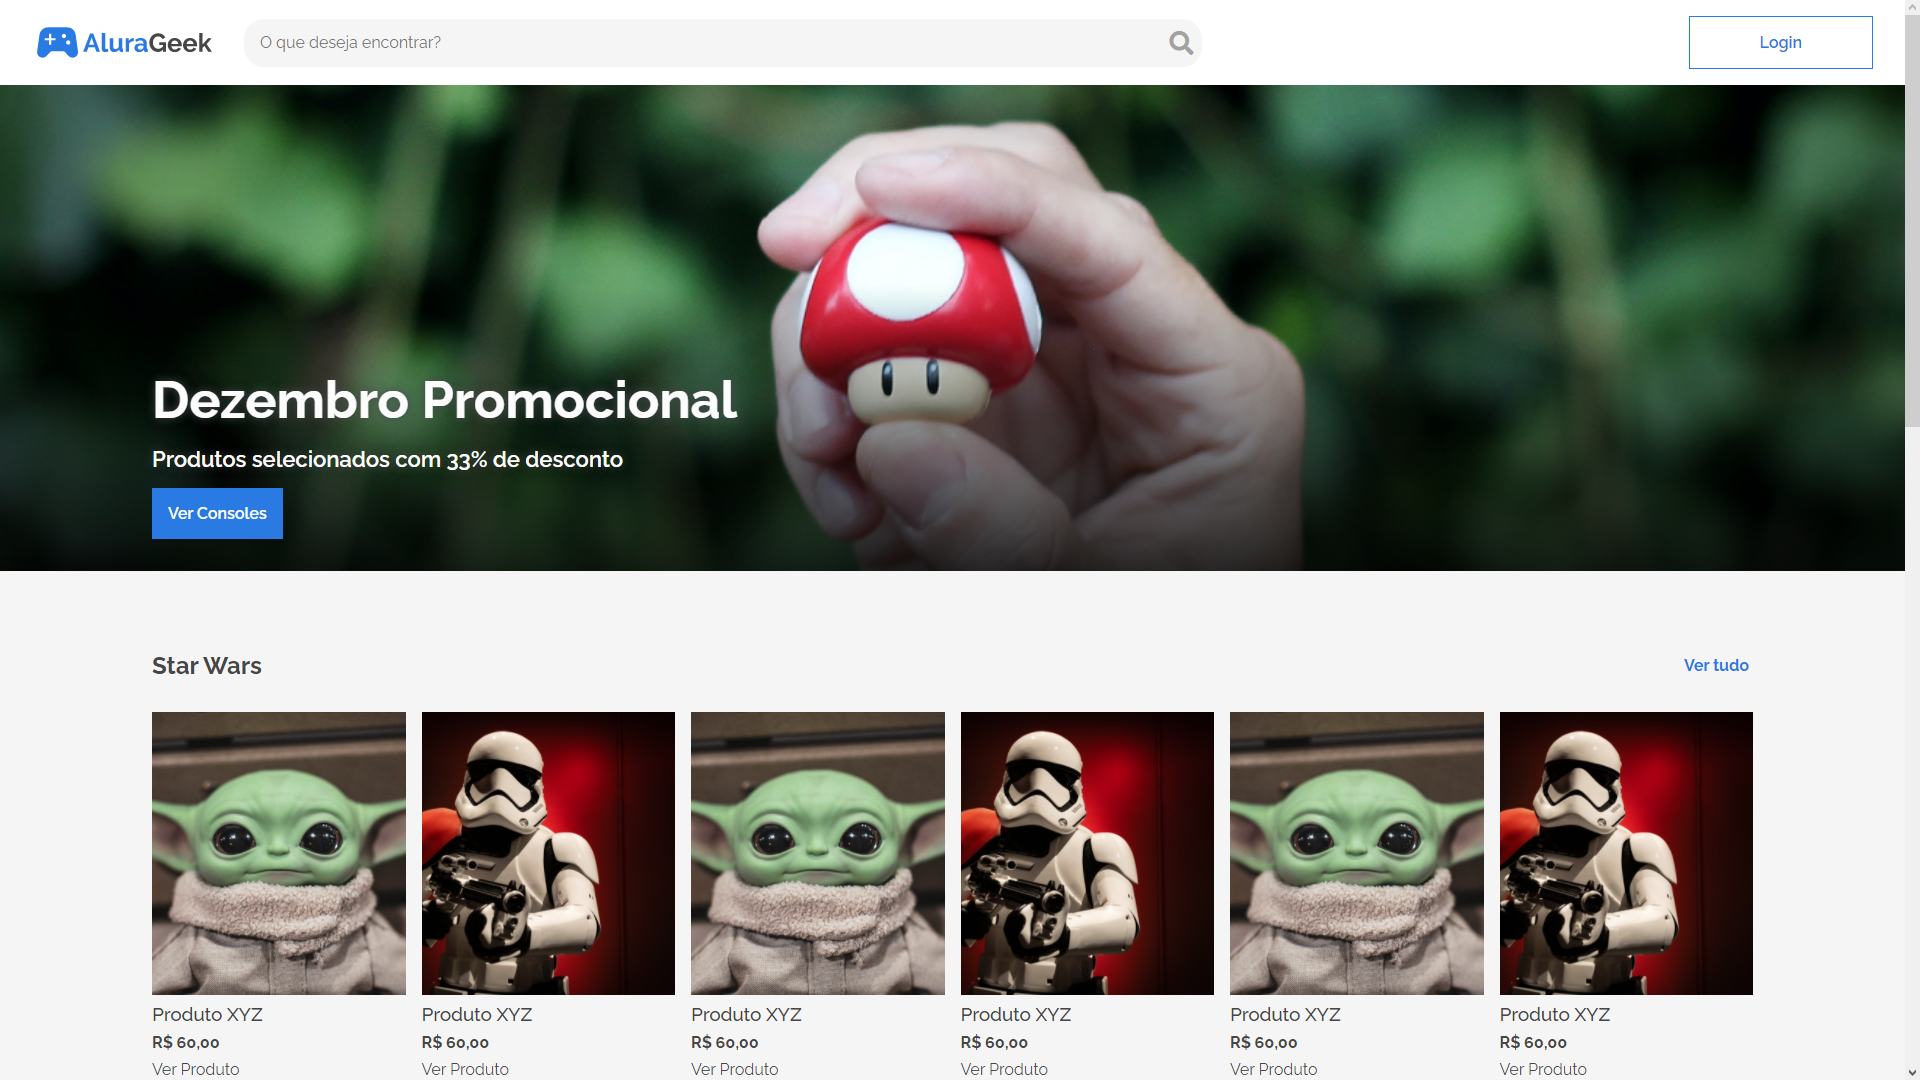 AluraGeek
O que deseja encontrar?
Login
Dezembro Promocional
Produtos selecionados com 33% de desconto
Ver Consoles
Star Wars
Ver tudo
Produto XYZ
R$ 60,00
Ver Produto
Produto XYZ
R$ 60,00
Ver Produto
Produto XYZ
R$ 60,00
Ver Produto
Produto XYZ
R$ 60,00
Ver Produto
Produto XYZ
R$ 60,00
Ver Produto
Produto XYZ
R$ 60,00
Ver Produto